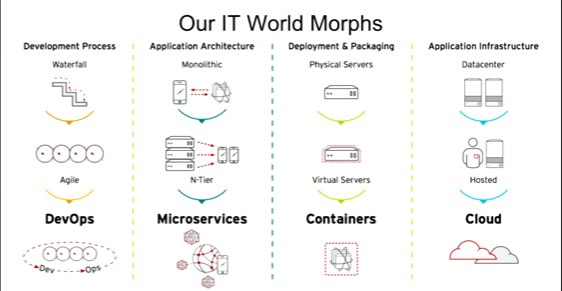 Our IT World Morphs
Development Process
Waterfall
Agile
DevOps
Dev
Ops
Application Architecture
Monolithic
N-Tier
Microservices
Deployment & Packaging
Physical Servers
Virtual Servers
Containers
Application Infrastructure
Datacenter
Hosted
Cloud